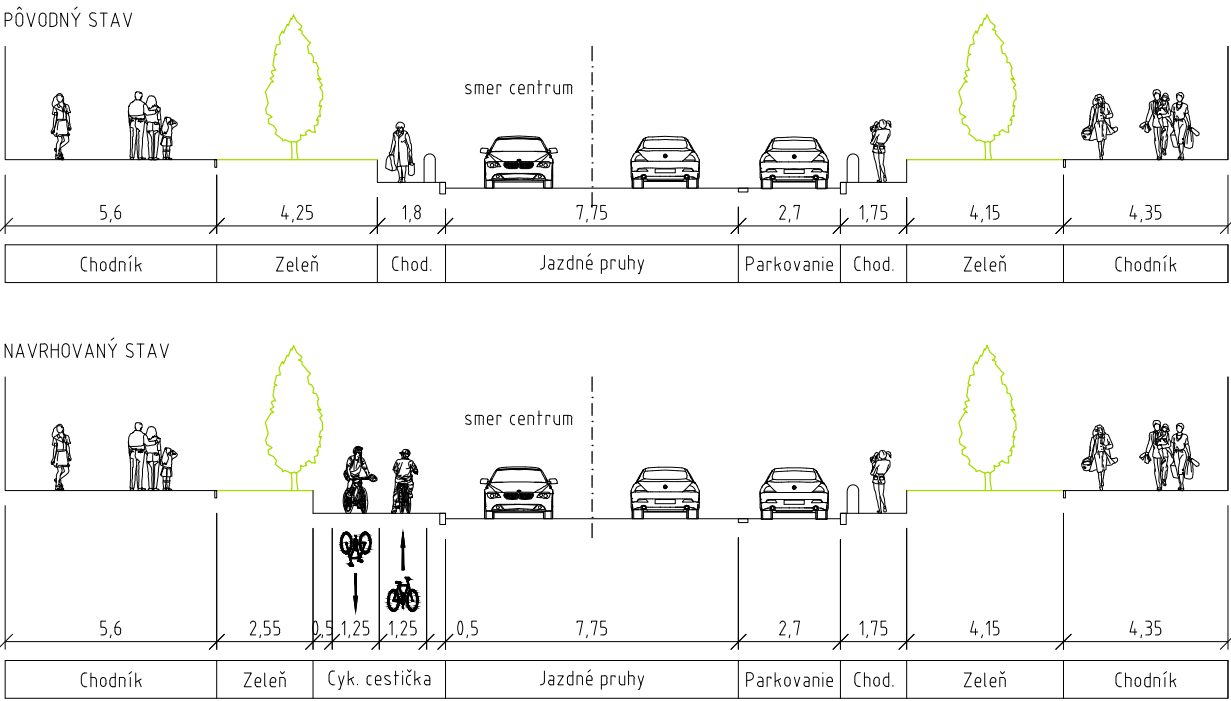 PÔVODNÝ STAV
smer centrum
5,6 4,25 1,8 7,75 2,7 1,75 4,15 4,35
Chodník Zeleň Chod. Jazdné pruhy Parkovanie Chod. Zeleň Chodník
NAVRHOVANÝ STAV
smer centrum
5,6 2,55 0,5 1,25 1,25 0,5 7,75 2,7 1,75 4,15 4,35
Chodník Zeleň Cyk. cestička Jazdné pruhy Parkovanie Chod. Zeleň Chodník